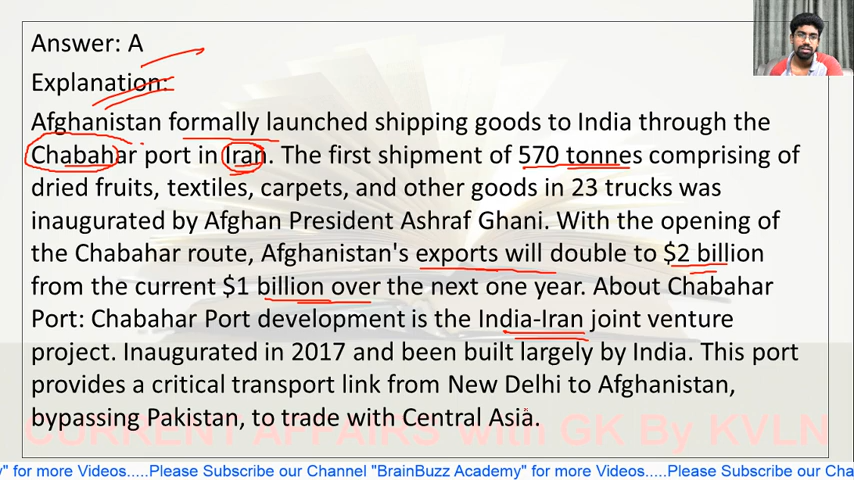 Answer: A
Explanation:
Afghanistan formally launched shipping goods to India through the
Chabahar port in Iran. The first shipment of 570 tonnes comprising of
dried fruits, textiles, carpets, and other goods in 23 trucks was
inaugurated by Afghan President Ashraf Ghani. With the opening of
the Chabahar route, Afghanistan's exports will double to $2 billion
from the current $1 billion over the next one year. About Chabahar
Port: Chabahar Port development is the India-Iran joint venture
project. Inaugurated in 2017 and been built largely by India. This port
provides a critical transport link from New Delhi to Afghanistan,
bypassing Pakistan, to trade with Central Asia.
CURRENT AFFAIRS with GK By KVLN
y" for more Videos.....Please Subscribe our Channel "BrainBuzz Academy" for more Videos.....Please Subscribe our Cha